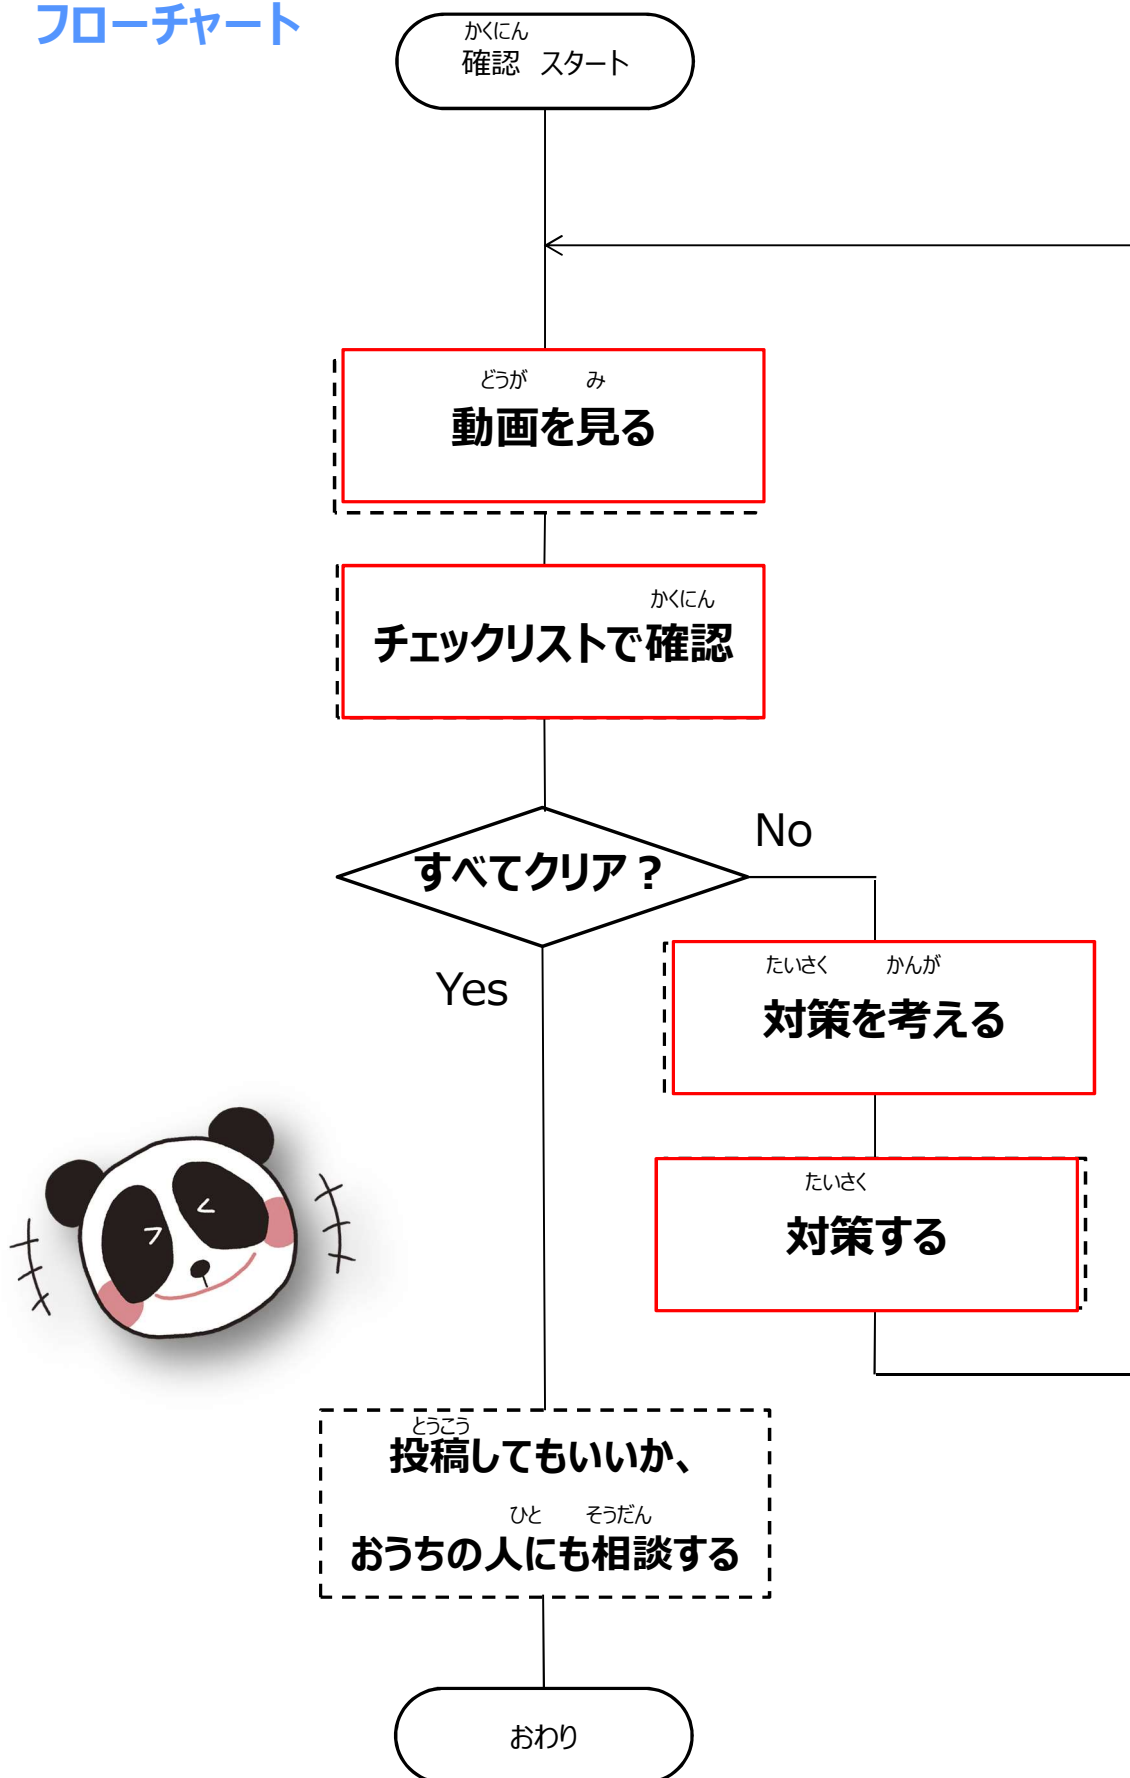 フローチャート
かくにん
確認 スタート
どうが み
動画を見る
かくにん
チェックリストで確認
すべてクリア？
No
Yes
たいさく かんが
対策を考える
たいさく
対策する
とうこう
投稿してもいいか、
ひと そうだん
おうちの人にも相談する
おわり